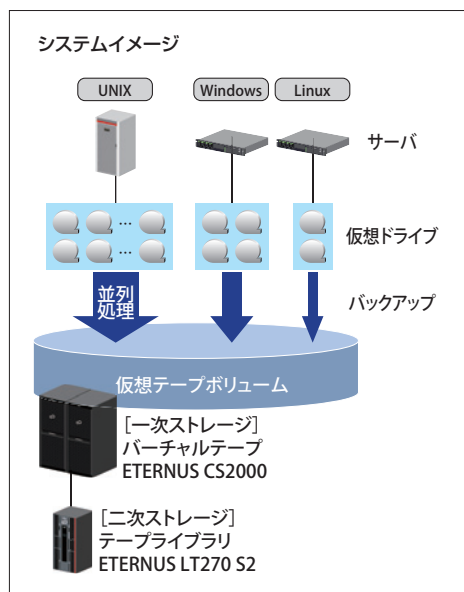 システムイメージ
UNIX
Windows
Linux
サーバ
… 
…
仮想ドライブ
並列
処理
バックアップ
仮想テープボリューム
[一次ストレージ]
バーチャルテープ
ETERNUS CS2000
[二次ストレージ]
テープライブラリ
ETERNUS LT270 S2